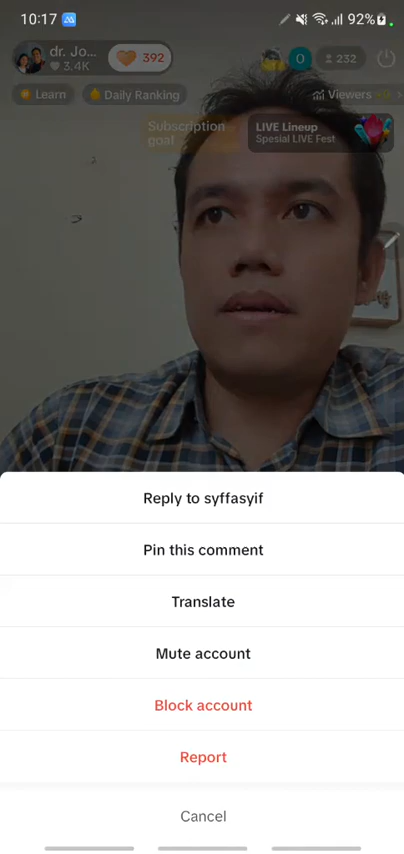 10:17 92%
dr. Jo...
3.4K
392
0
232
Learn
Daily Ranking
Viewers
Subscription
goal
LIVE Lineup
Spesial LIVE Fest
Reply to syffasyif
Pin this comment
Translate
Mute account
Block account
Report
Cancel